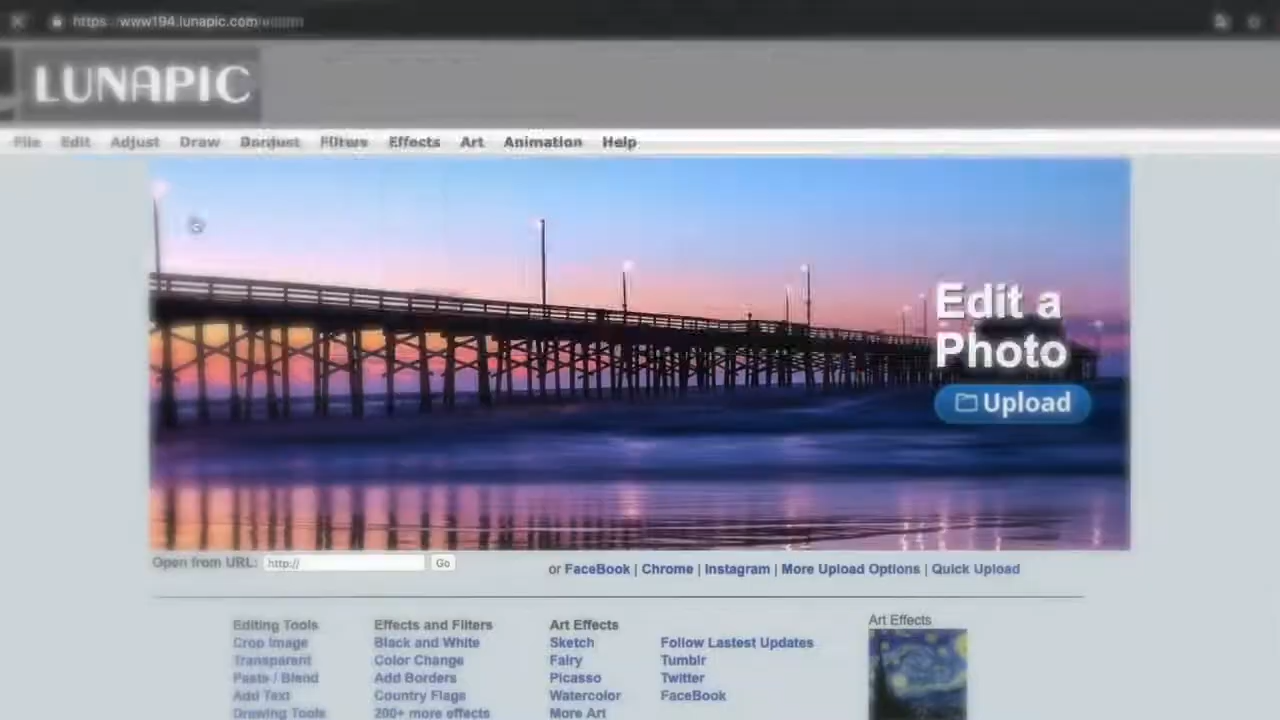 https: www194.lunapic.com/
LUNAPIC
File Edit Adjust Draw Filters Effects Art Animation Help
Edit a
Photo
Upload
Open from URL: http:// Go
or FaceBook | Chrome | Instagram | More Upload Options | Quick Upload
Editing Tools Effects and Filters Art Effects Art Effects
Crop Image Black and White Sketch Follow Lastest Updates
Transparent Color Change Fairy Tumblr
Paste / Blend Add Borders Picasso Twitter
Add Text Country Flags Watercolor FaceBook
Drawing Tools 200+ more effects More Art